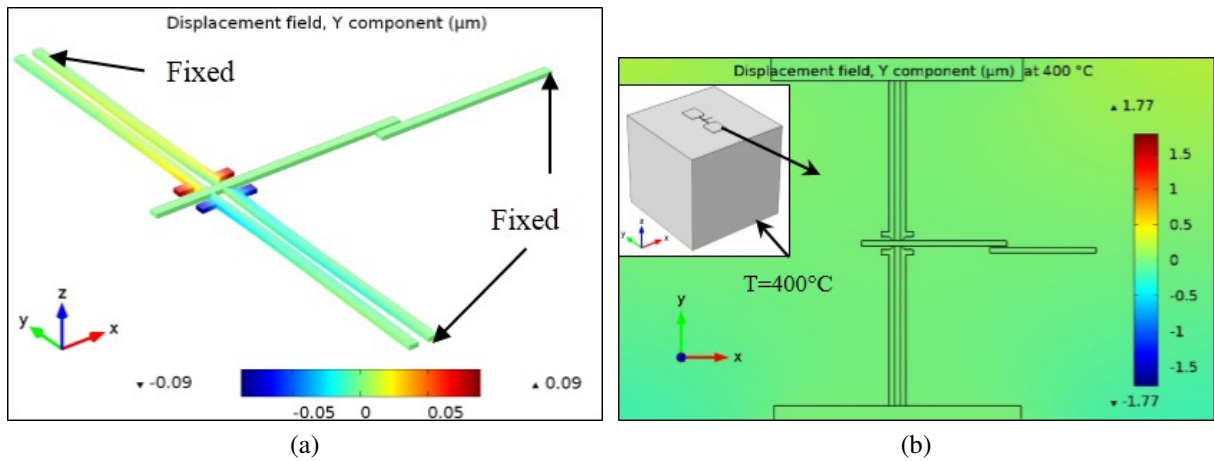 Displacement field, Y component (µm)
Fixed
Fixed
z
y
x
▼ -0.09
▲ 0.09
-0.05
0
0.05
(a)
Displacement field, Y component (µm) at 400 °C
▲ 1.77
1.5
1
0.5
0
-0.5
-1
-1.5
▼ -1.77
z
y
x
T=400°C
y
x
(b)